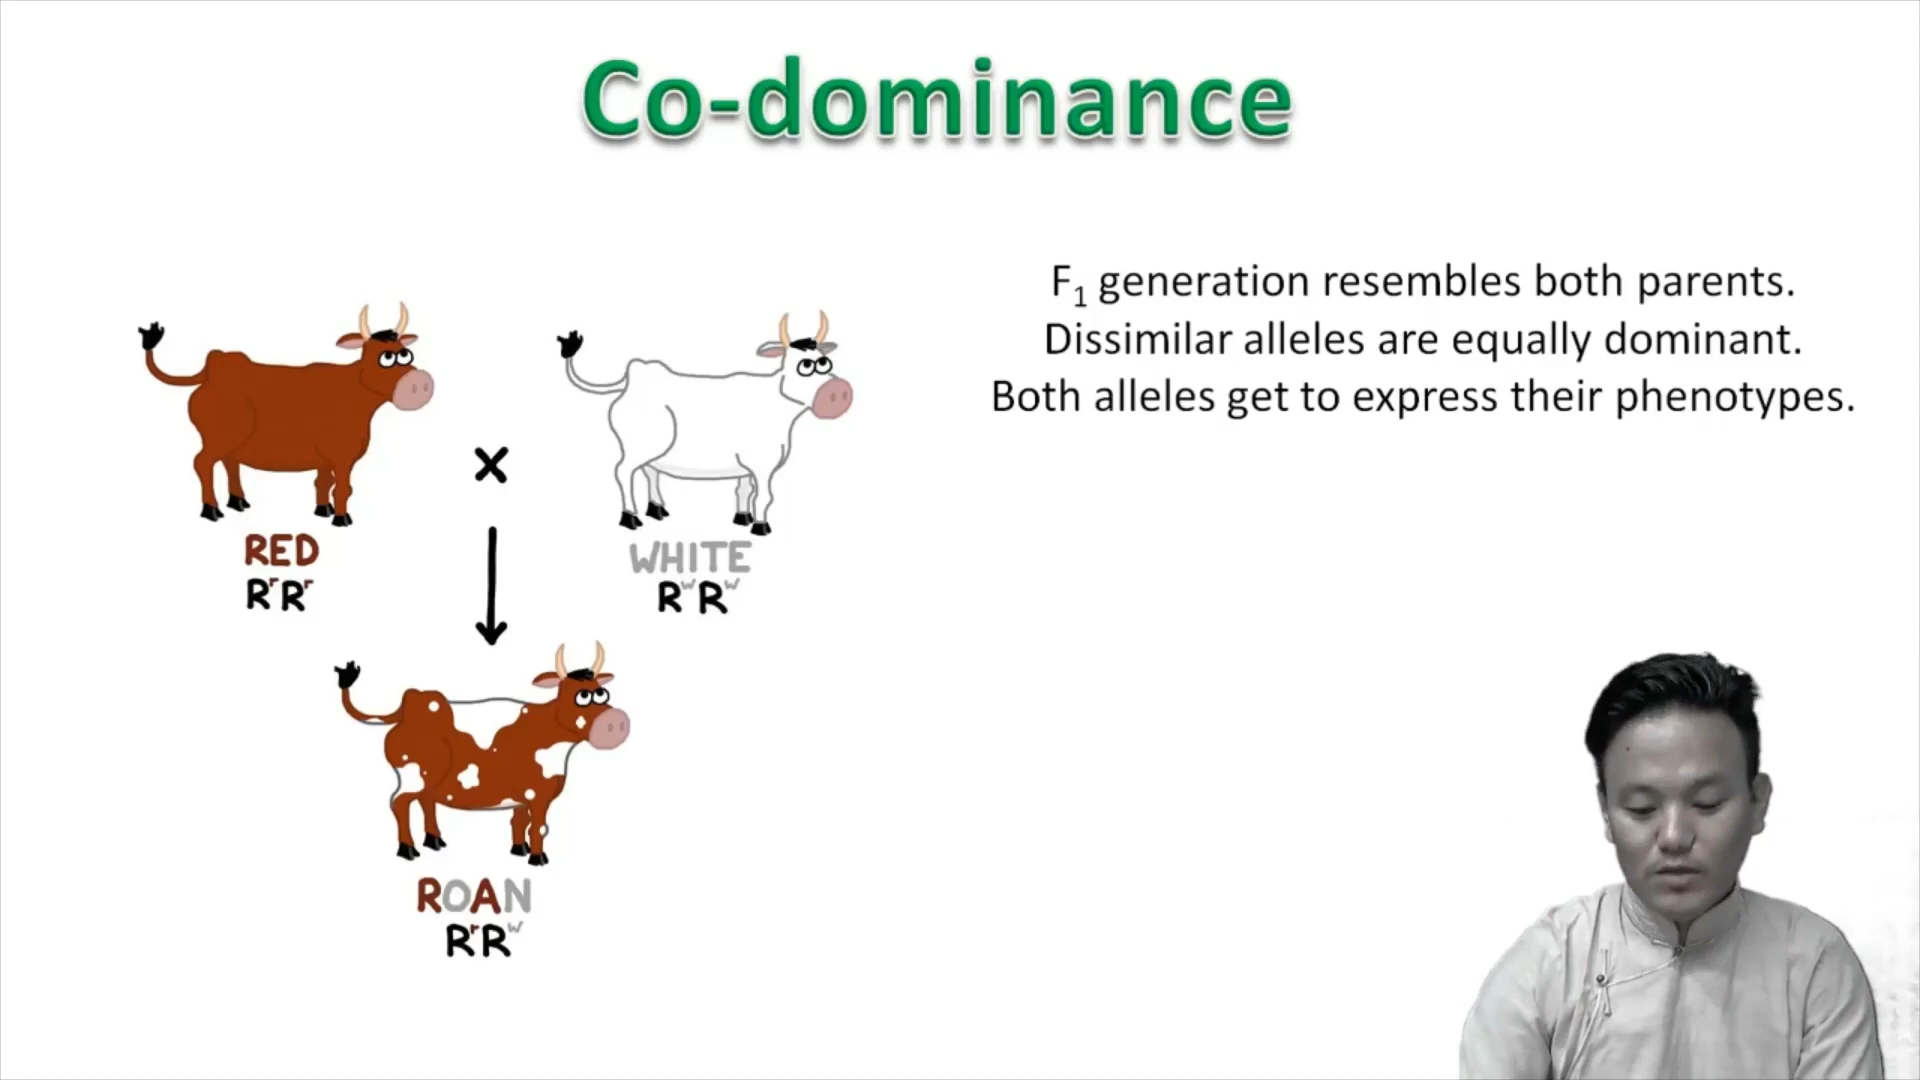 Co-dominance
F₁ generation resembles both parents.
Dissimilar alleles are equally dominant.
Both alleles get to express their phenotypes.
×
RED
RʳRʳ
WHITE
RʷRʷ
ROAN
RʳRʷ